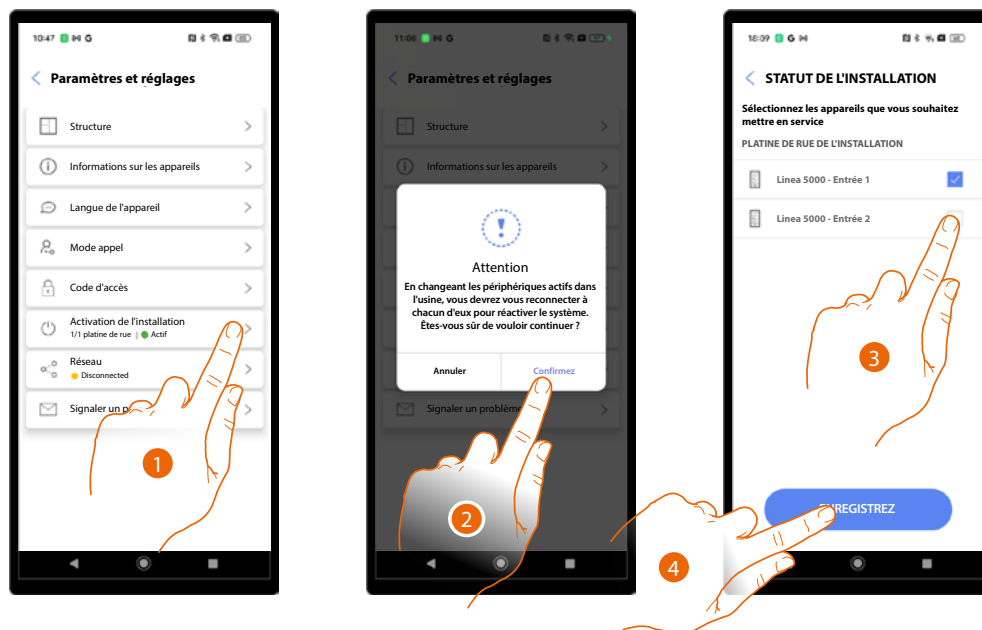 10:47 G
Paramètres et réglages
Structure
Informations sur les appareils
Langue de l'appareil
Mode appel
Code d'accès
Activation de l'installation
1/1 platine de rue | Actif
Réseau
Disconnected
Signaler un p
1
11:06 G
Paramètres et réglages
Structure
Informations sur les appareils
Attention
En changeant les périphériques actifs dans
l'usine, vous devrez vous reconnecter à
chacun d'eux pour réactiver le système.
Êtes-vous sûr de vouloir continuer ?
Annuler Confirmez
Signaler un problème
2
18:09 G
STATUT DE L'INSTALLATION
Sélectionnez les appareils que vous souhaitez
mettre en service
PLATINE DE RUE DE L'INSTALLATION
Linea 5000 - Entrée 1
Linea 5000 - Entrée 2
3
REGISTREZ
4